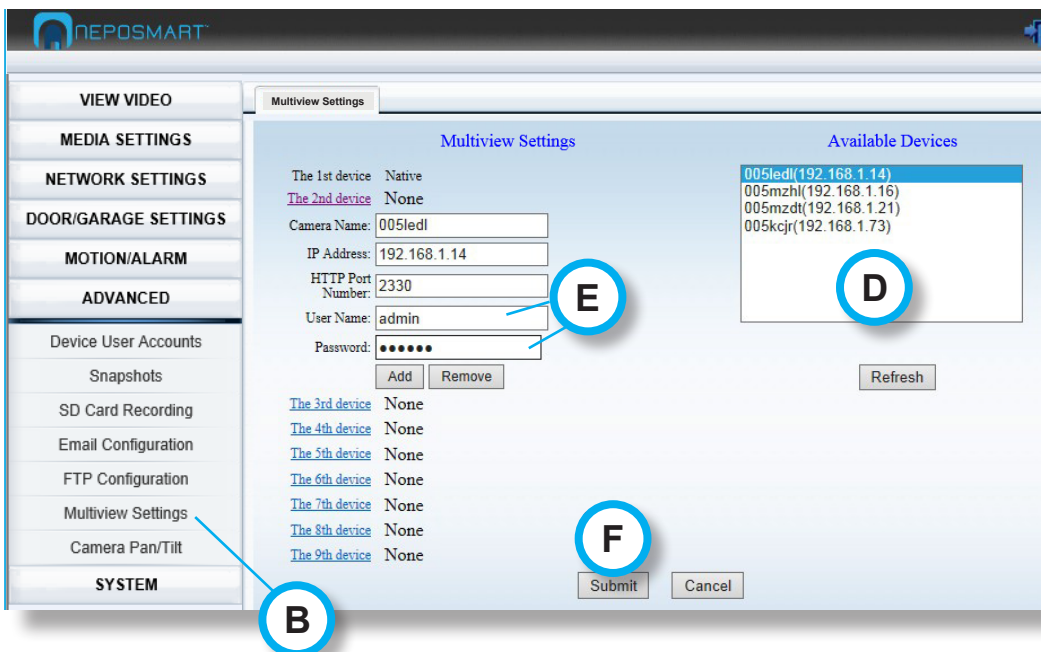 NEPOSMART
VIEW VIDEO
MEDIA SETTINGS
NETWORK SETTINGS
DOOR/GARAGE SETTINGS
MOTION/ALARM
ADVANCED
Device User Accounts
Snapshots
SD Card Recording
Email Configuration
FTP Configuration
Multiview Settings
Camera Pan/Tilt
SYSTEM
B
Multiview Settings
Multiview Settings
The 1st device Native
The 2nd device None
Camera Name: 005ledl
IP Address: 192.168.1.14
HTTP Port
Number: 2330
User Name: admin
Password: ••••••
E
Add Remove
The 3rd device None
The 4th device None
The 5th device None
The 6th device None
The 7th device None
The 8th device None
The 9th device None
F
Submit Cancel
Available Devices
005ledl(192.168.1.14)
005mzhl(192.168.1.16)
005mzdt(192.168.1.21)
005kcjr(192.168.1.73)
D
Refresh